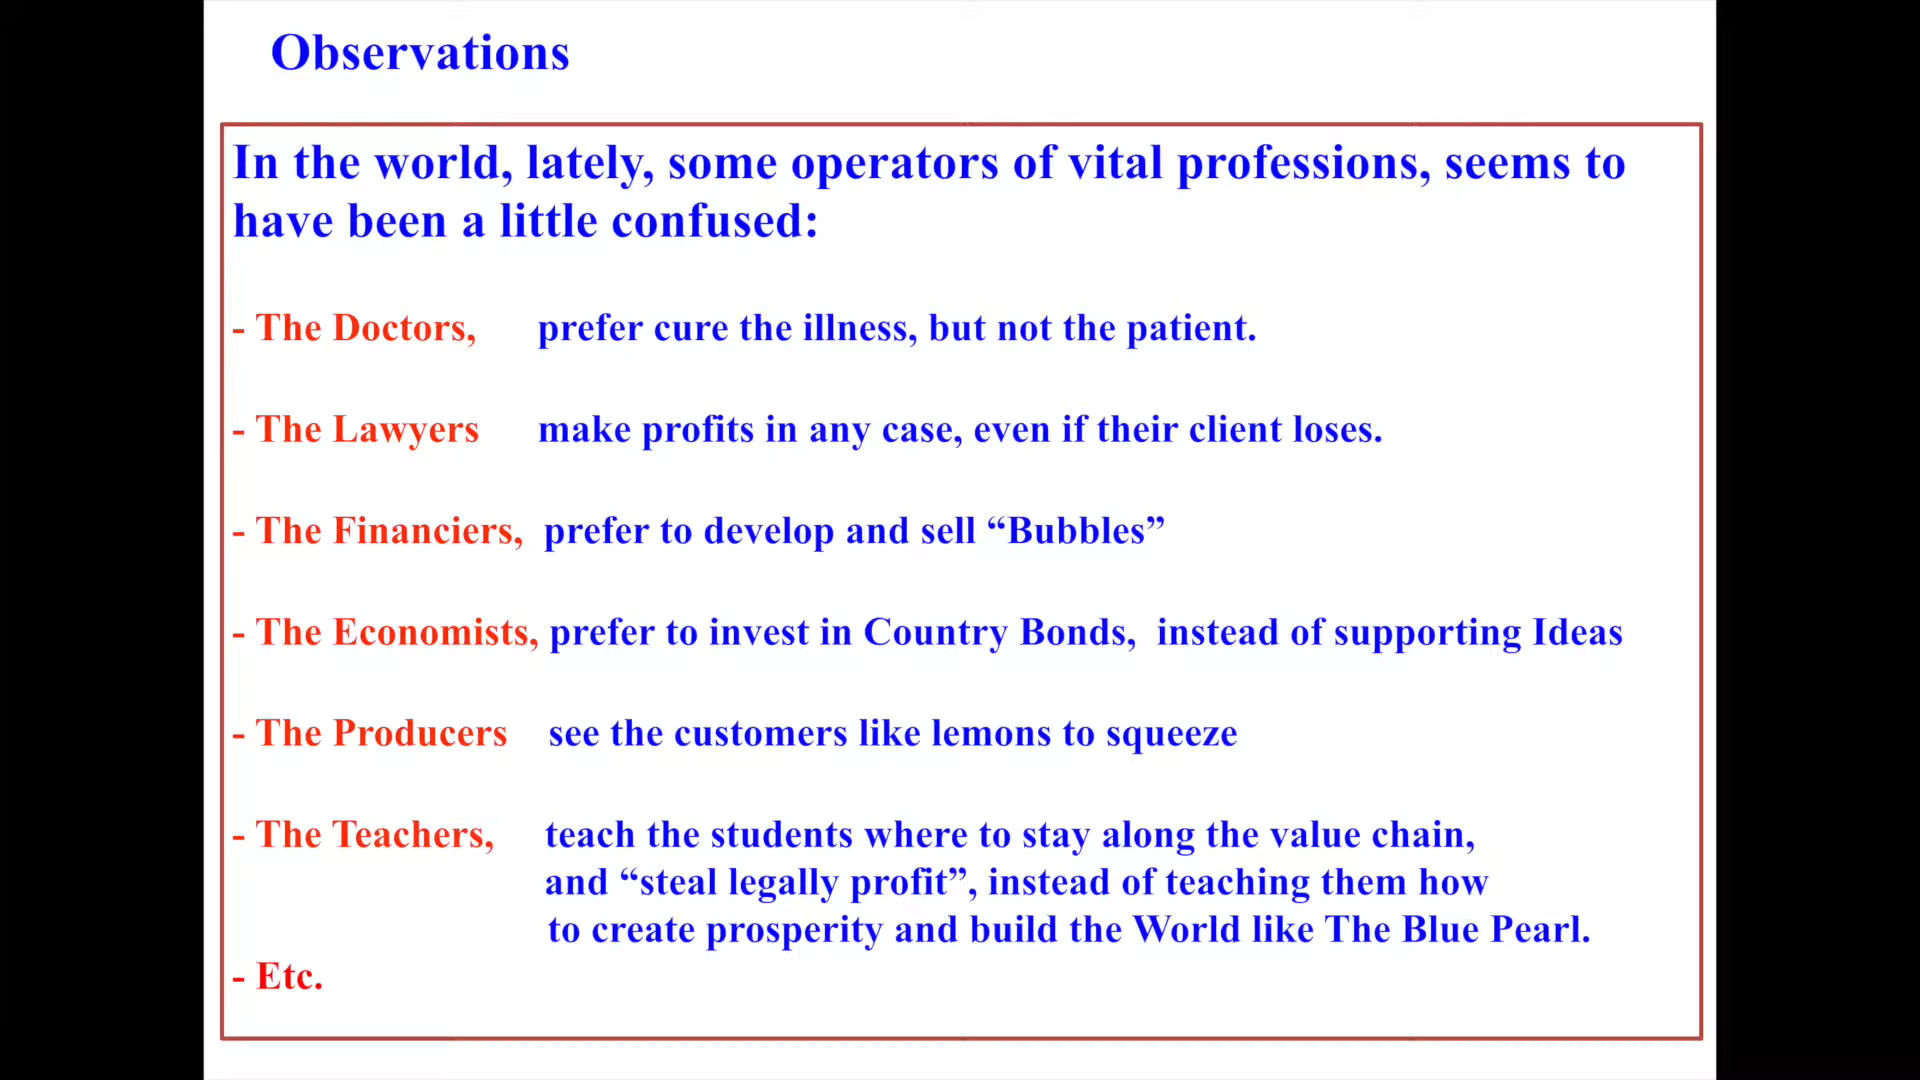 Observations
In the world, lately, some operators of vital professions, seems to
have been a little confused:
- The Doctors, prefer cure the illness, but not the patient.
- The Lawyers make profits in any case, even if their client loses.
- The Financiers, prefer to develop and sell “Bubbles”
- The Economists, prefer to invest in Country Bonds, instead of supporting Ideas
- The Producers see the customers like lemons to squeeze
- The Teachers, teach the students where to stay along the value chain,
and “steal legally profit”, instead of teaching them how
to create prosperity and build the World like The Blue Pearl.
- Etc.